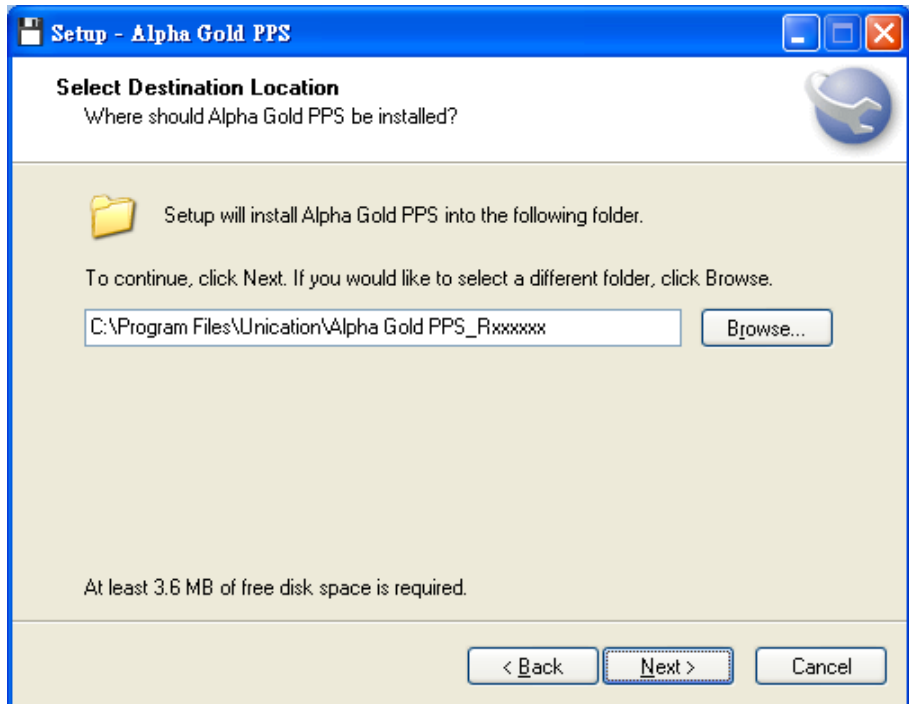 Setup - Alpha Gold PPS
Select Destination Location
Where should Alpha Gold PPS be installed?
Setup will install Alpha Gold PPS into the following folder.
To continue, click Next. If you would like to select a different folder, click Browse.
C:\Program Files\Unication\Alpha Gold PPS_Rxxxxxx
Browse...
At least 3.6 MB of free disk space is required.
< Back
Next >
Cancel